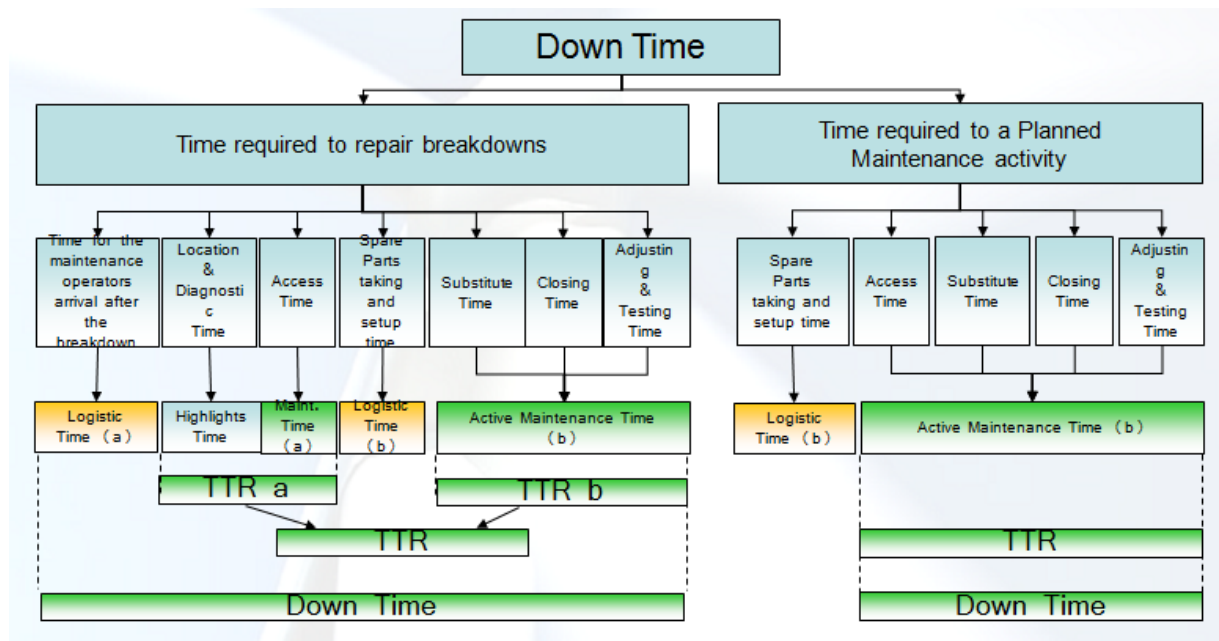 Down Time
Time required to repair breakdowns
Time required to a Planned
Maintenance activity
Time for the
maintenance
operators
arrival after
the
breakdown
Location
&
Diagnosti
c
Time
Access
Time
Spare
Parts
taking
and
setup
time
Substitute
Time
Closing
Time
Adjustin
g
&
Testing
Time
Spare
Parts
taking and
setup time
Access
Time
Substitute
Time
Closing
Time
Adjustin
g
&
Testing
Time
Logistic
Time (a)
Highlights
Time
Maint.
Time
(a)
Logistic
Time
(b)
Active Maintenance Time
(b)
Logistic
Time (b)
Active Maintenance Time (b)
TTR a
TTR b
TTR
TTR
Down Time
Down Time